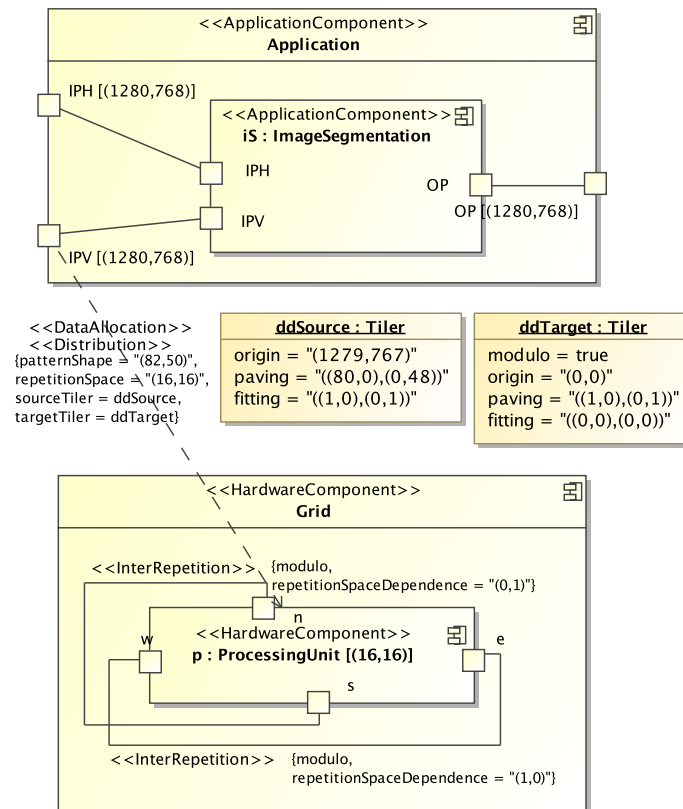 <<ApplicationComponent>>
Application
IPH [(1280,768)]
<<ApplicationComponent>>
iS : ImageSegmentation
IPH
OP
IPV
OP [(1280,768)]
IPV [(1280,768)]
<<DataAllocation>>
<<Distribution>>
{patternShape = "(82,50)",
repetitionSpace = "(16,16)",
sourceTiler = ddSource,
targetTiler = ddTarget}
ddSource : Tiler
origin = "(1279,767)"
paving = "((80,0),(0,48))"
fitting = "((1,0),(0,1))"
ddTarget : Tiler
modulo = true
origin = "(0,0)"
paving = "((1,0),(0,1))"
fitting = "((0,0),(0,0))"
<<HardwareComponent>>
Grid
<<InterRepetition>>
{modulo,
repetitionSpaceDependence = "(0,1)"}
n
<<HardwareComponent>>
w
e
p : ProcessingUnit [(16,16)]
s
<<InterRepetition>>
{modulo,
repetitionSpaceDependence = "(1,0)"}